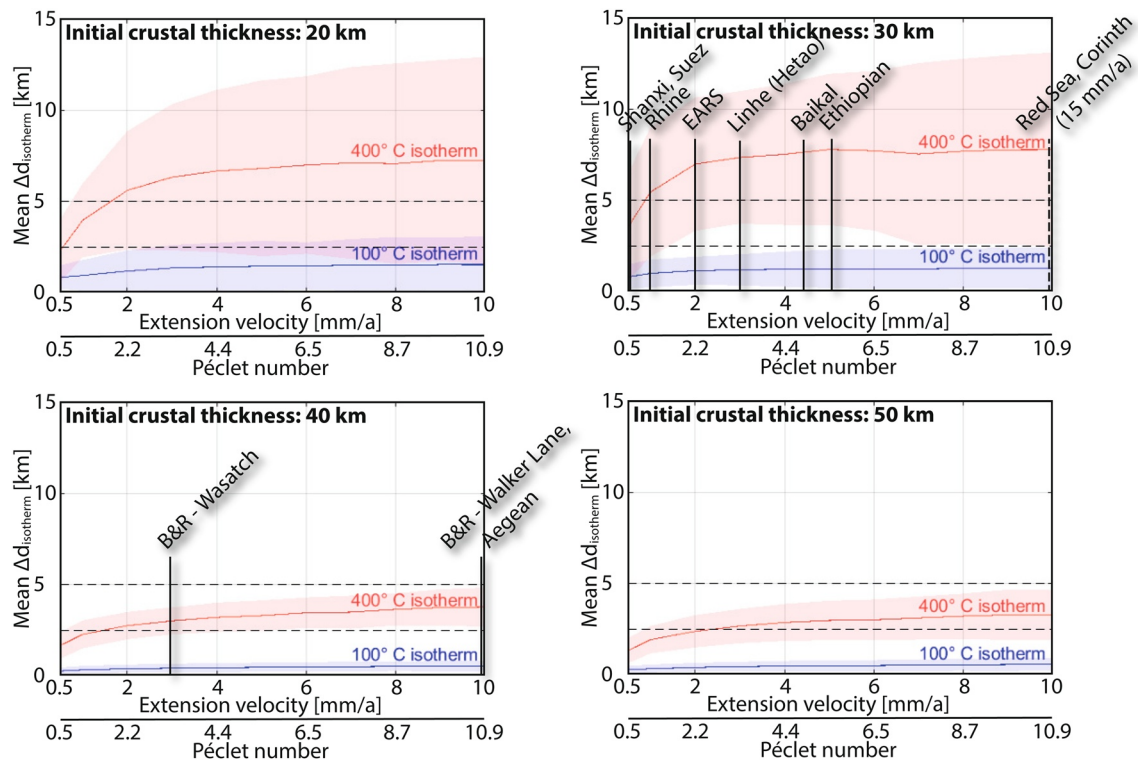 Initial crustal thickness: 20 km
Mean Δd isotherm [km]
15
10
5
0
400° C isotherm
100° C isotherm
0.5 2 4 6 8 10
Extension velocity [mm/a]
0.5 2.2 4.4 6.5 8.7 10.9
Péclet number
Initial crustal thickness: 30 km
Mean Δd isotherm [km]
15
10
5
0
Shanxi, Suez
Rhine
EARS
Linhe (Hetao)
Baikal
Ethiopian
Red Sea, Corinth
(15 mm/a)
400° C isotherm
100° C isotherm
0.5 2 4 6 8 10
Extension velocity [mm/a]
0.5 2.2 4.4 6.5 8.7 10.9
Péclet number
Initial crustal thickness: 40 km
Mean Δd isotherm [km]
15
10
5
0
B&R - Wasatch
B&R - Walker Lane,
Aegean
400° C isotherm
100° C isotherm
0.5 2 4 6 8 10
Extension velocity [mm/a]
0.5 2.2 4.4 6.5 8.7 10.9
Péclet number
Initial crustal thickness: 50 km
Mean Δd isotherm [km]
15
10
5
0
400° C isotherm
100° C isotherm
0.5 2 4 6 8 10
Extension velocity [mm/a]
0.5 2.2 4.4 6.5 8.7 10.9
Péclet number